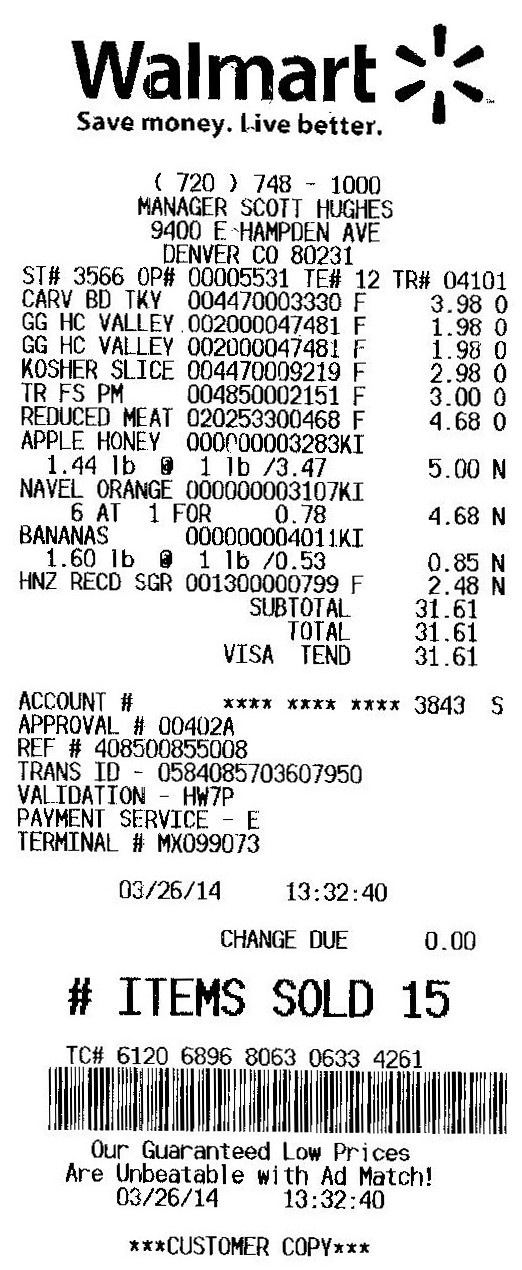 Walmart
Save money. Live better.
( 720 ) 748 - 1000
MANAGER SCOTT HUGHES
9400 E HAMPDEN AVE
DENVER CO 80231
ST# 3566 OP# 00005531 TE# 12 TR# 04101
CARV BD TKY 004470003330 F 3.98 O
GG HC VALLEY 002000047481 F 1.98 O
GG HC VALLEY 002000047481 F 1.98 O
KOSHER SLICE 004470009219 F 2.98 O
TR FS PM 004850002151 F 3.00 O
REDUCED MEAT 020253300468 F 4.68 O
APPLE HONEY 000000003283KI
1.44 lb @ 1 lb /3.47 5.00 N
NAVEL ORANGE 000000003107KI
6 AT 1 FOR 0.78 4.68 N
BANANAS 000000004011KI
1.60 lb @ 1 lb /0.53 0.85 N
HNZ RECD SGR 001300000799 F 2.48 N
SUBTOTAL 31.61
TOTAL 31.61
VISA TEND 31.61
ACCOUNT # **** **** **** 3843 S
APPROVAL # 00402A
REF # 408500855008
TRANS ID - 0584085703607950
VALIDATION - HW7P
PAYMENT SERVICE - E
TERMINAL # MX099073
03/26/14 13:32:40
CHANGE DUE 0.00
# ITEMS SOLD 15
TC# 6120 6896 8063 0633 4261
Our Guaranteed Low Prices
Are Unbeatable with Ad Match!
03/26/14 13:32:40
***CUSTOMER COPY***